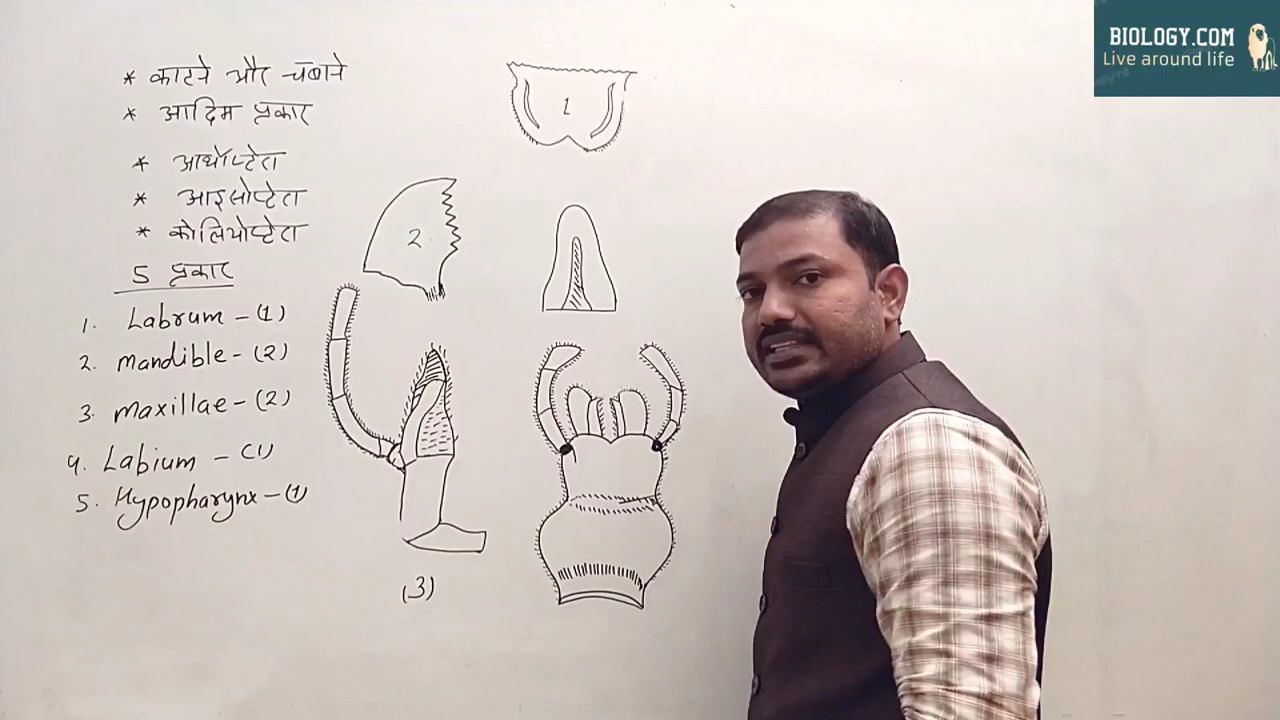 * काटने और चबाने
* आदिम प्रकार
* आर्थोप्टेरा
* आइसोप्टेरा
* कोलियोप्टेरा
5 प्रकार
1. Labrum – (1)
2. mandible – (2)
3. maxillae – (2)
4. Labium – (1)
5. Hypopharynx – (1)
1
2
(3)
BIOLOGY.COM
Live around life